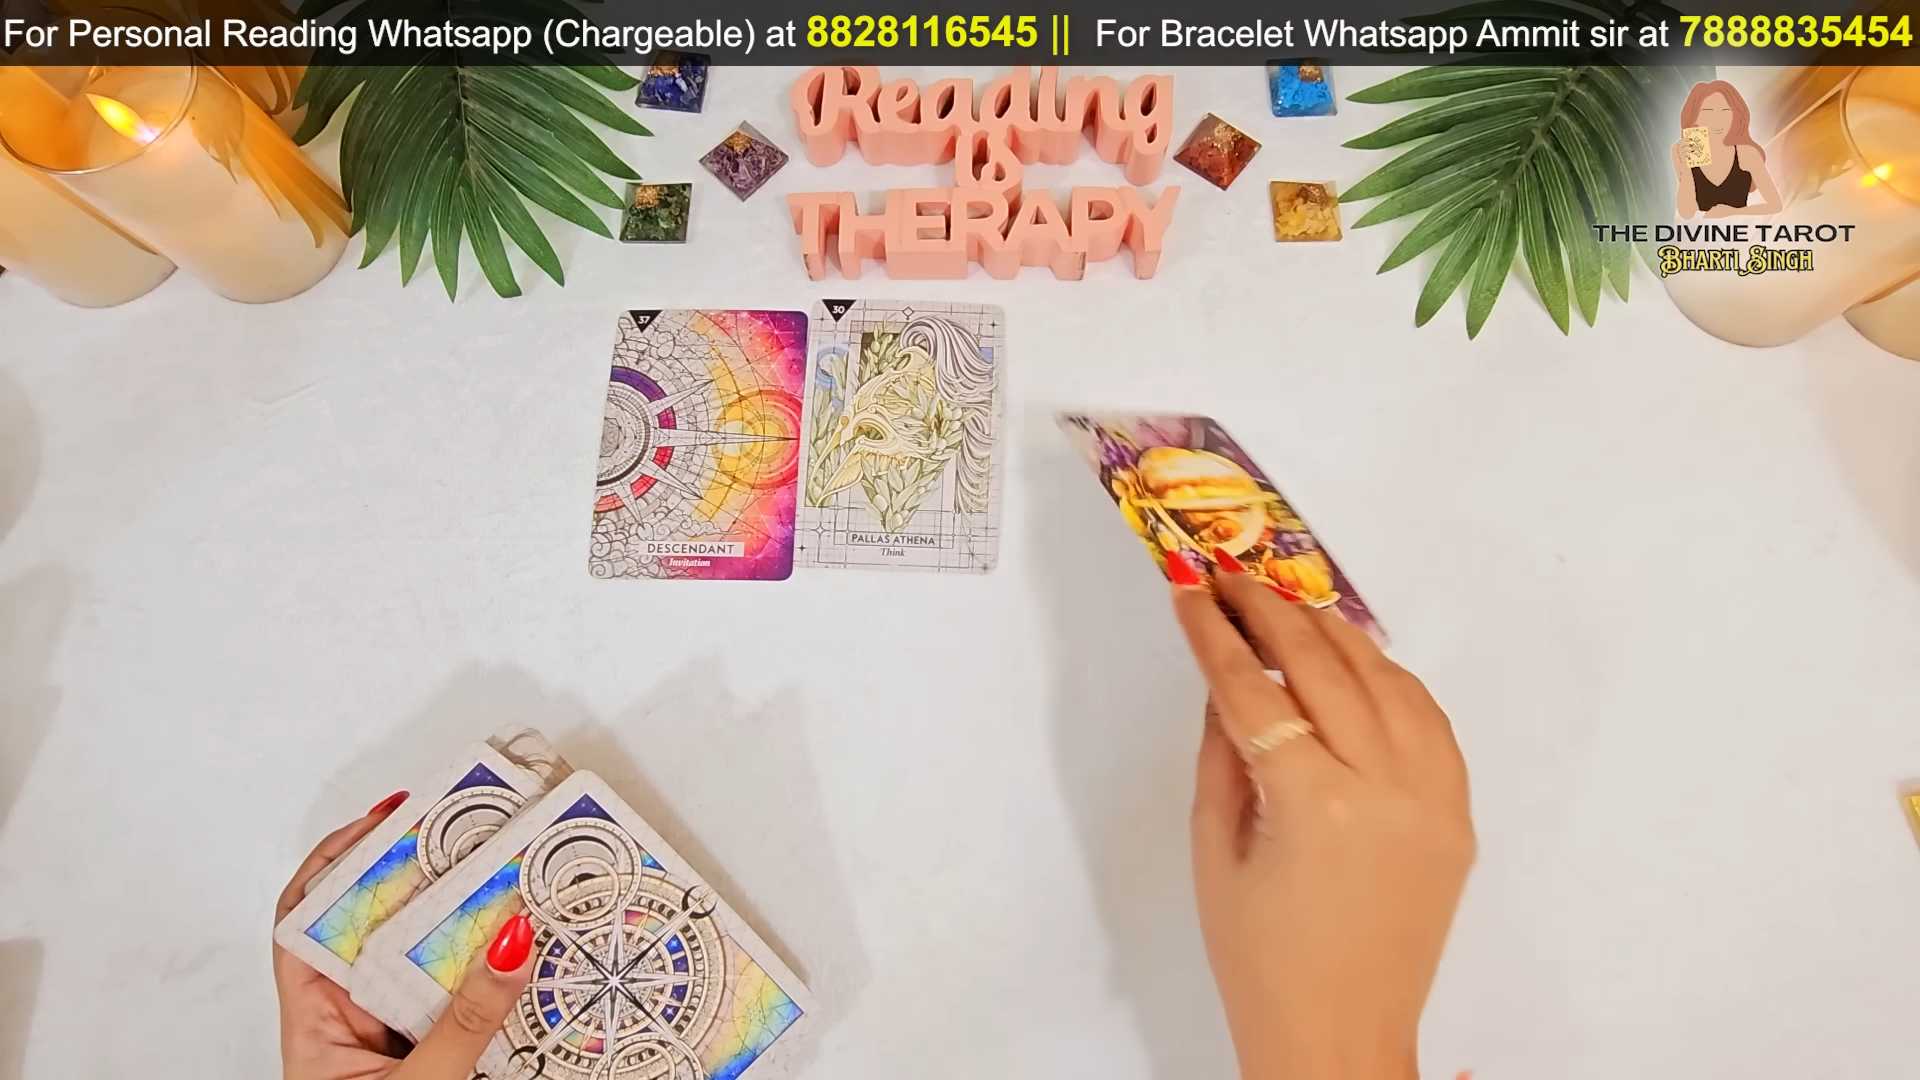 For Personal Reading Whatsapp (Chargeable) at 8828116545 || For Bracelet Whatsapp Ammit sir at 7888835454
Reading
is
THERAPY
THE DIVINE TAROT
BHARTI SINGH
37
30
DESCENDANT
Invitation
PALLAS ATHENA
Think